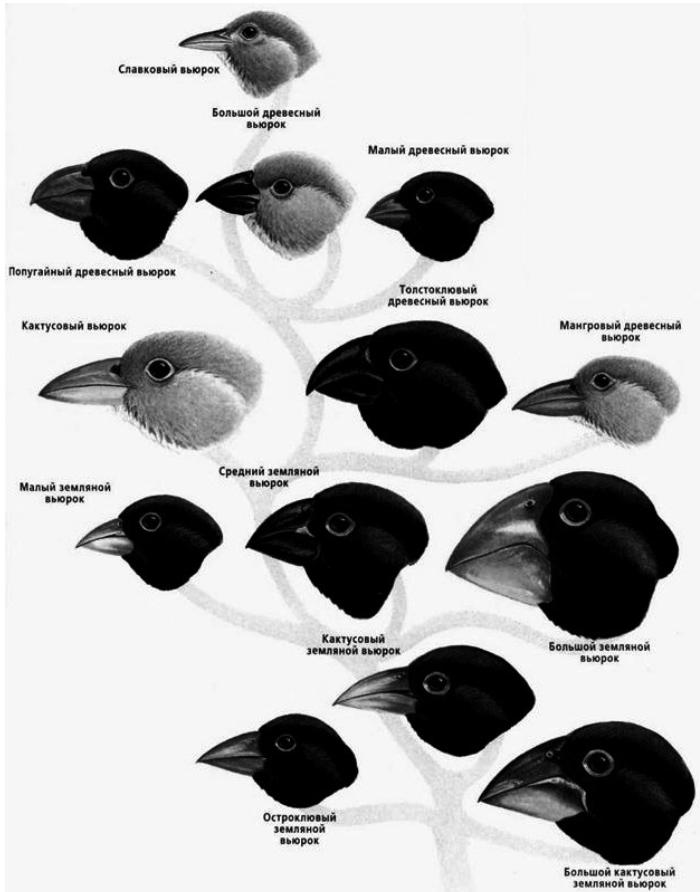 Славковый вьюрок
Большой древесный
вьюрок
Малый древесный вьюрок
Попугайный древесный вьюрок
Толстоклювый
древесный вьюрок
Кактусовый вьюрок
Мангровый древесный
вьюрок
Средний земляной
вьюрок
Малый земляной
вьюрок
Кактусовый
земляной вьюрок
Большой земляной
вьюрок
Остроклювый
земляной
вьюрок
Большой кактусовый
земляной вьюрок